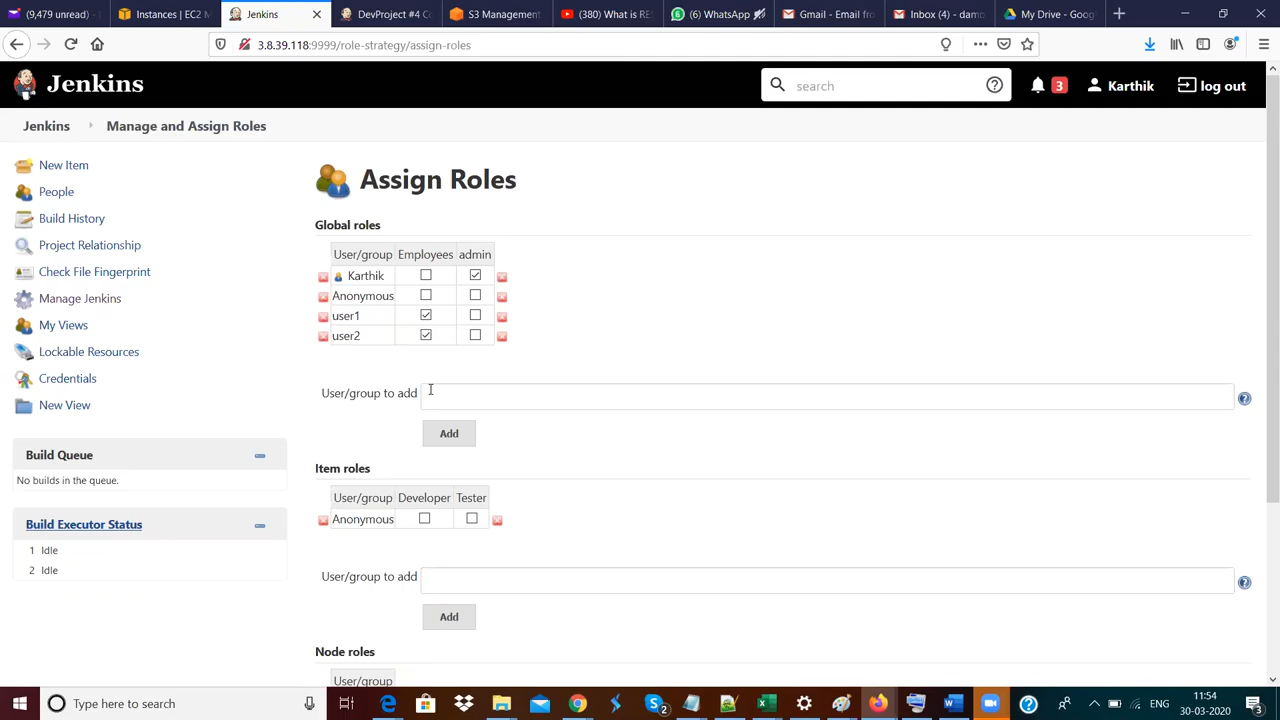 (9,479 unread) -
Instances | EC2 M
Jenkins
DevProject #4 Co
S3 Management
(380) What is RE
(6) WhatsApp
Gmail - Email fro
Inbox (4) - damo
My Drive - Goog
3.8.39.118:9999/role-strategy/assign-roles
Jenkins
search
3
Karthik
log out
Jenkins
Manage and Assign Roles
New Item
People
Build History
Project Relationship
Check File Fingerprint
Manage Jenkins
My Views
Lockable Resources
Credentials
New View
Build Queue
No builds in the queue.
Build Executor Status
1 Idle
2 Idle
Assign Roles
Global roles
User/group Employees admin
Karthik
Anonymous
user1
user2
User/group to add
Add
Item roles
User/group Developer Tester
Anonymous
User/group to add
Add
Node roles
User/group
Type here to search
2
ENG
11:54
30-03-2020
3